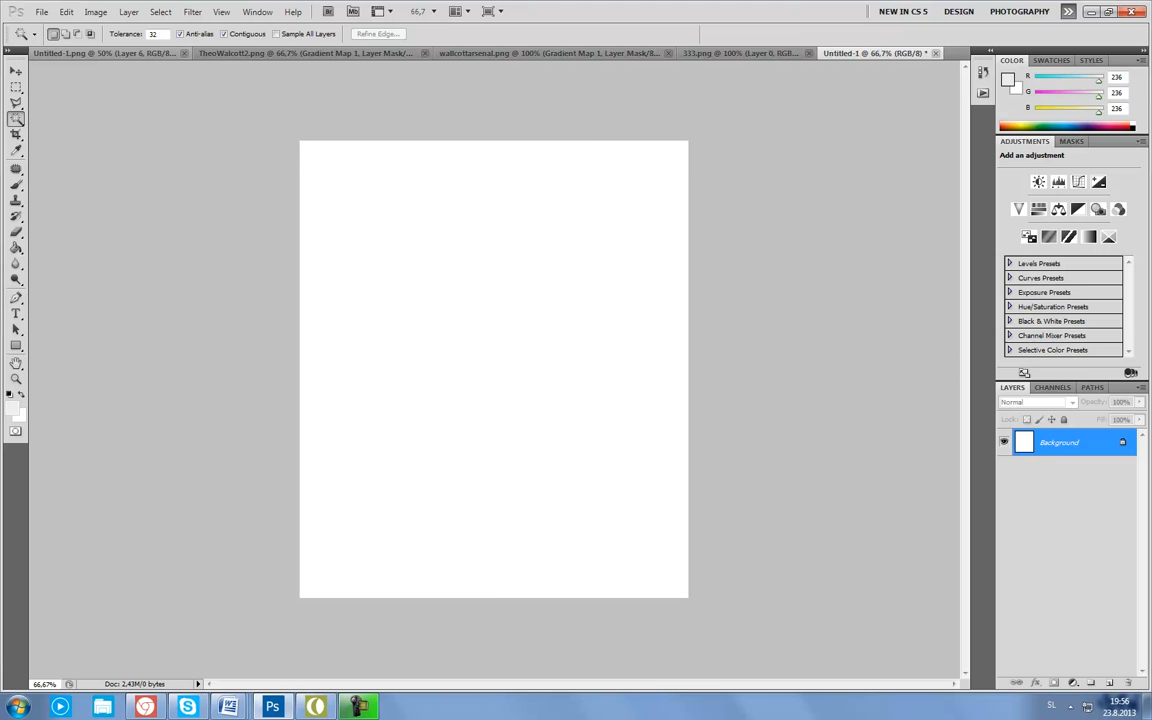 Ps File Edit Image Layer Select Filter View Window Help Br Mb 66,7 NEW IN CS 5 DESIGN PHOTOGRAPHY
Tolerance: 32 Anti-alias Contiguous Sample All Layers Refine Edge...
Untitled-1.png @ 50% (Layer 6, RGB/8... TheoWalcott2.png @ 66,7% (Gradient Map 1, Layer Mask/... wallcottarsenal.png @ 100% (Gradient Map 1, Layer Mask/8... 333.png @ 100% (Layer 0, RGB/8... Untitled-1 @ 66,7% (RGB/8) *
COLOR SWATCHES STYLES
R 236
G 236
B 236
ADJUSTMENTS MASKS
Add an adjustment
Levels Presets
Curves Presets
Exposure Presets
Hue/Saturation Presets
Black & White Presets
Channel Mixer Presets
Selective Color Presets
LAYERS CHANNELS PATHS
Normal Opacity: 100%
Lock: Fill: 100%
Background
66,67% Doc: 2,43M/0 bytes
Ps SL 19:56
23.8.2013